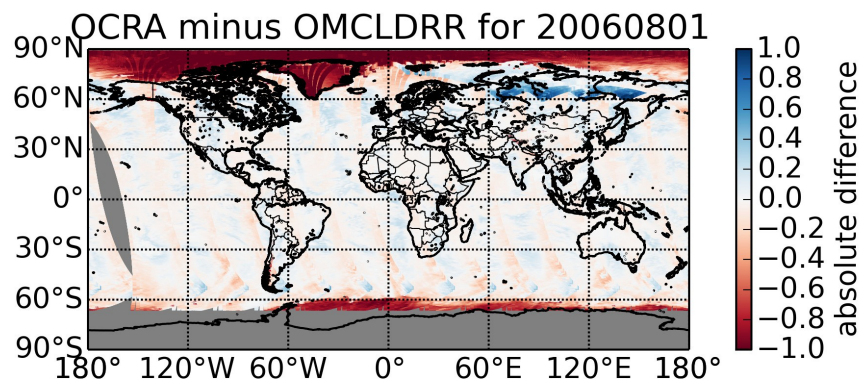 OCRA minus OMCLDRR for 20060801
90°N
60°N
30°N
0°
30°S
60°S
90°S
180° 120°W 60°W 0° 60°E 120°E 180°
1.0
0.8
0.6
0.4
0.2
0.0
−0.2
−0.4
−0.6
−0.8
−1.0
absolute difference